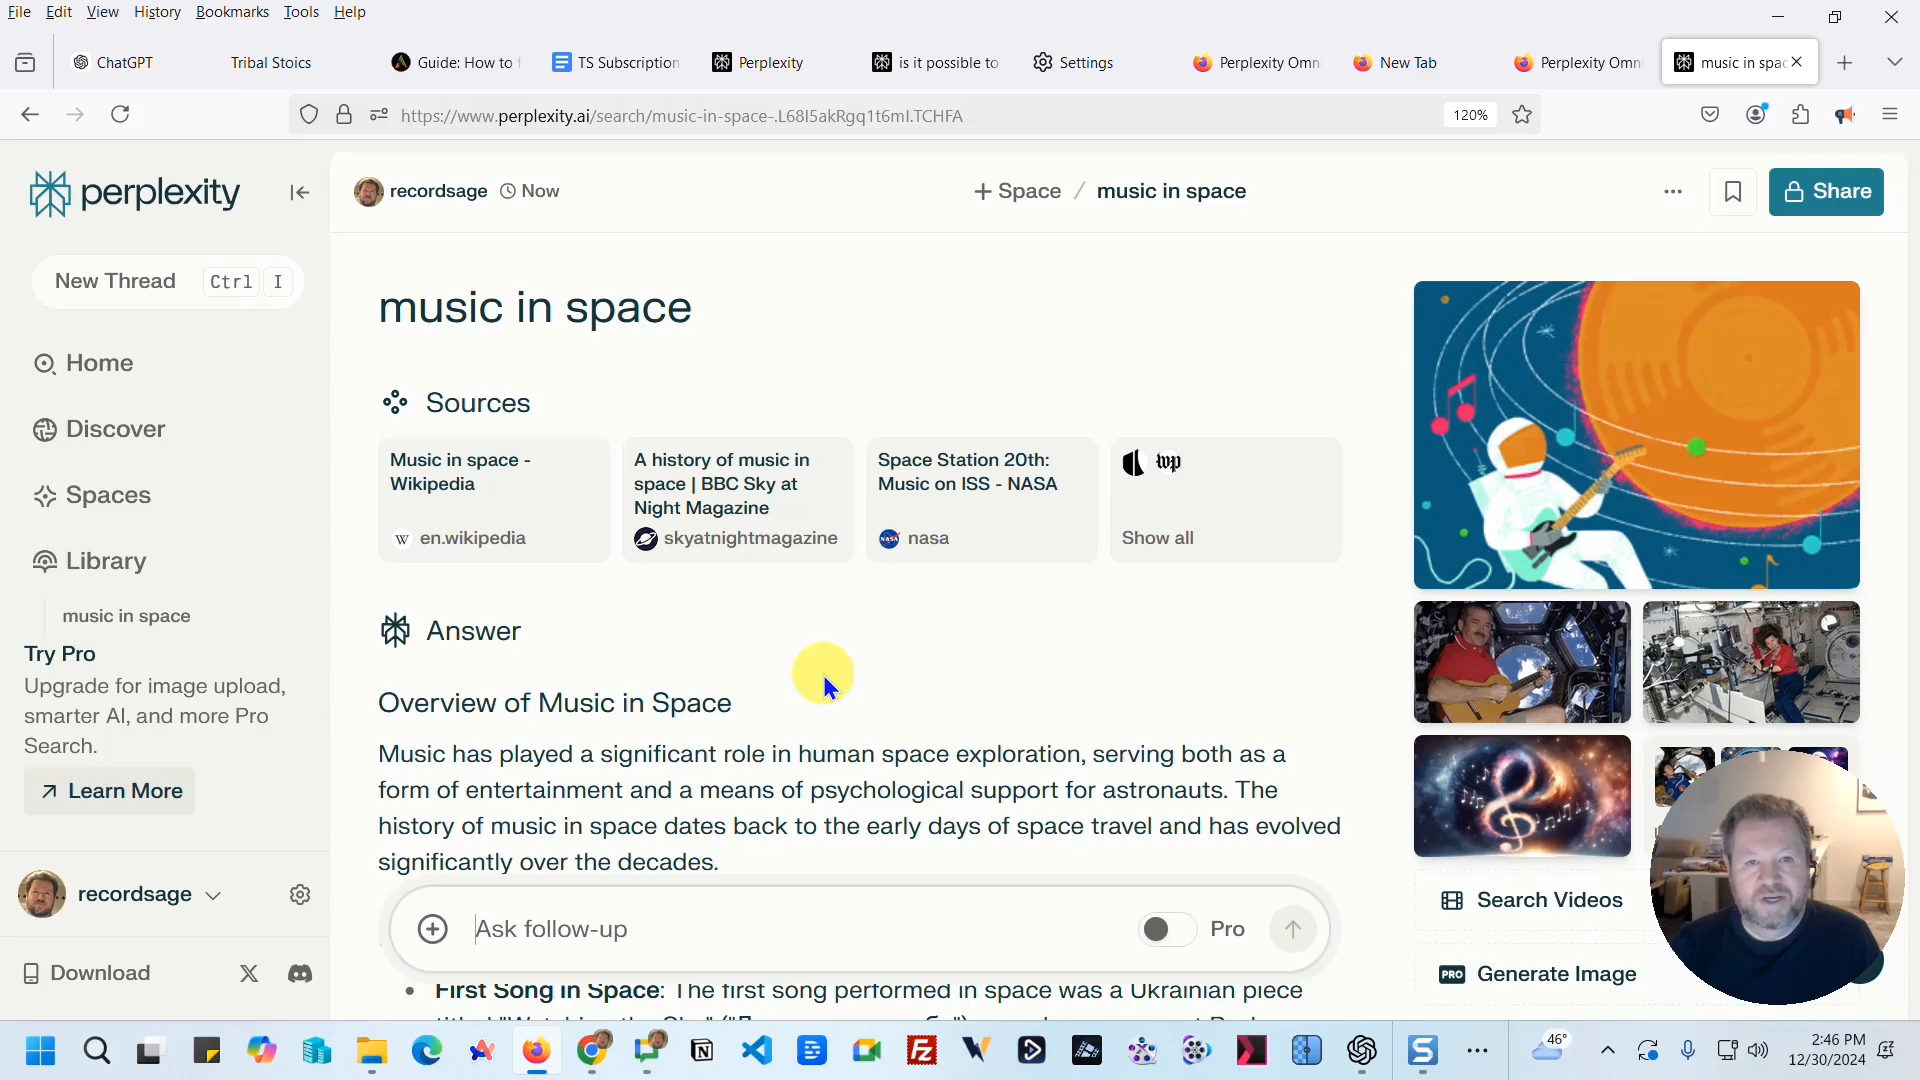 File Edit View History Bookmarks Tools Help
ChatGPT
Tribal Stoics
Guide: How to
TS Subscription
Perplexity
is it possible to
Settings
Perplexity Omn
New Tab
Perplexity Omn
music in spac
https://www.perplexity.ai/search/music-in-space-.L68I5akRgq1t6mI.TCHFA
120%
perplexity
recordsage Now
+ Space / music in space
Share
New Thread Ctrl I
Home
Discover
Spaces
Library
music in space
Try Pro
Upgrade for image upload,
smarter AI, and more Pro
Search.
Learn More
recordsage
Download
music in space
Sources
Music in space -
Wikipedia
en.wikipedia
A history of music in
space | BBC Sky at
Night Magazine
skyatnightmagazine
Space Station 20th:
Music on ISS - NASA
nasa
wp
Show all
Answer
Overview of Music in Space
Music has played a significant role in human space exploration, serving both as a
form of entertainment and a means of psychological support for astronauts. The
history of music in space dates back to the early days of space travel and has evolved
significantly over the decades.
Ask follow-up
Pro
First Song in Space: The first song performed in space was a Ukrainian piece
Search Videos
PRO Generate Image
46°
2:46 PM
12/30/2024